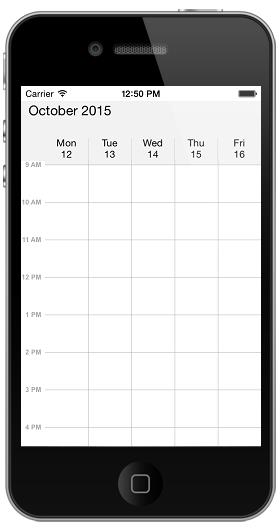 Carrier 12:50 PM
October 2015
Mon Tue Wed Thu Fri
12 13 14 15 16
9 AM
10 AM
11 AM
12 PM
1 PM
2 PM
3 PM
4 PM